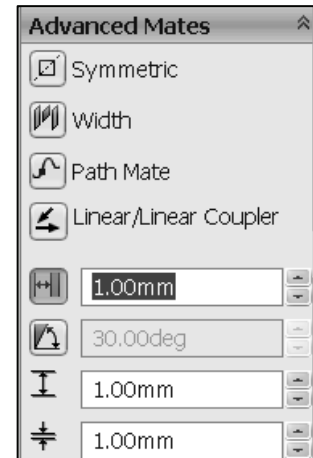 Advanced Mates
Symmetric
Width
Path Mate
Linear/Linear Coupler
1.00mm
30.00deg
1.00mm
1.00mm